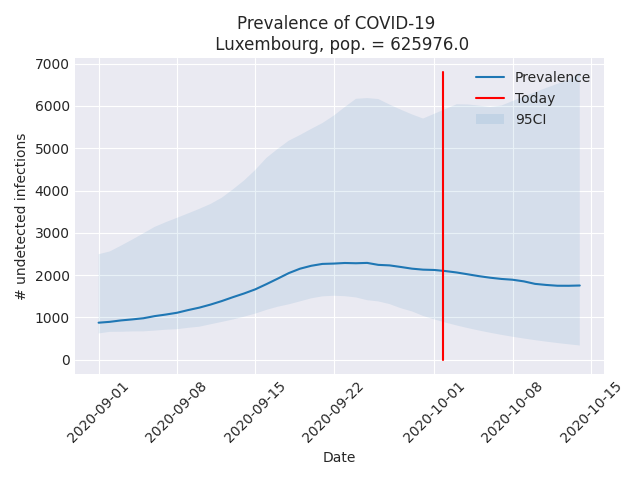 Prevalence of COVID-19
Luxembourg, pop. = 625976.0
7000
6000
5000
4000
3000
2000
1000
0
# undetected infections
Prevalence
Today
95CI
2020-09-01
2020-09-08
2020-09-15
2020-09-22
2020-10-01
2020-10-08
2020-10-15
Date